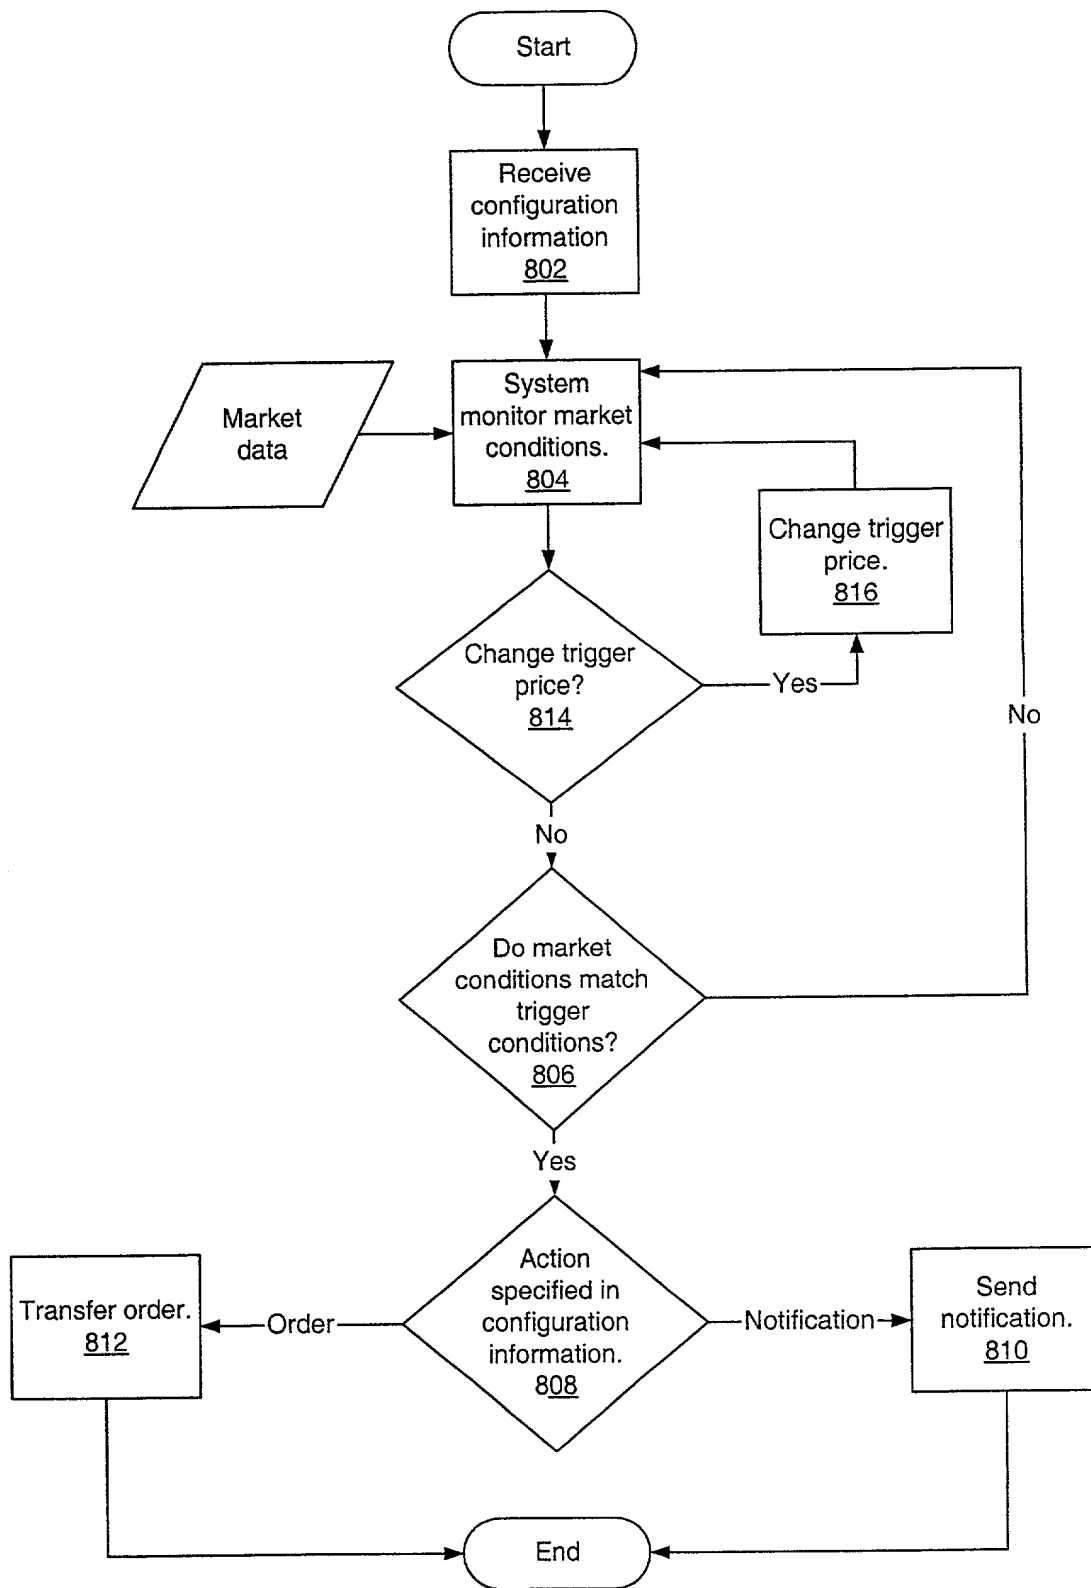 Start
Receive
configuration
information
802
Market
data
System
monitor market
conditions.
804
Change trigger
price.
816
Change trigger
price?
814
Yes
No
No
Do market
conditions match
trigger
conditions?
806
Yes
Action
specified in
configuration
information.
808
Order
Transfer order.
812
Notification
Send
notification.
810
End